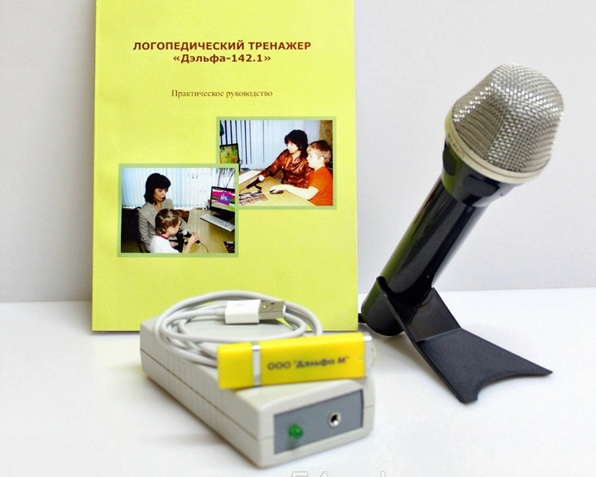 ЛОГОПЕДИЧЕСКИЙ ТРЕНАЖЕР
«Дэльфа-142.1»
Практическое руководство
ООО "Дэльфа М"